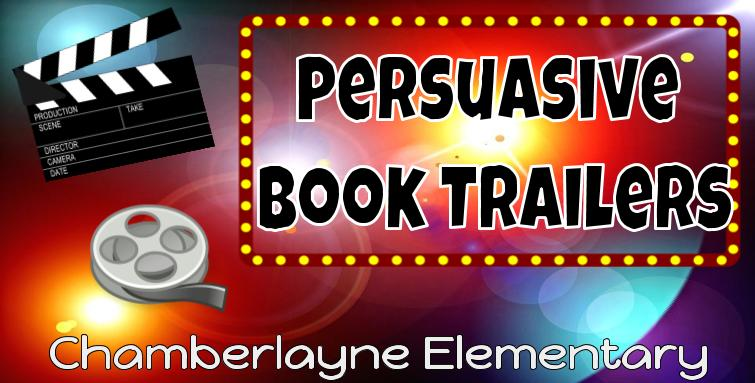 PRODUCTION
TAKE
SCENE
DIRECTOR
CAMERA
DATE
Persuasive
Book Trailers
Chamberlayne Elementary